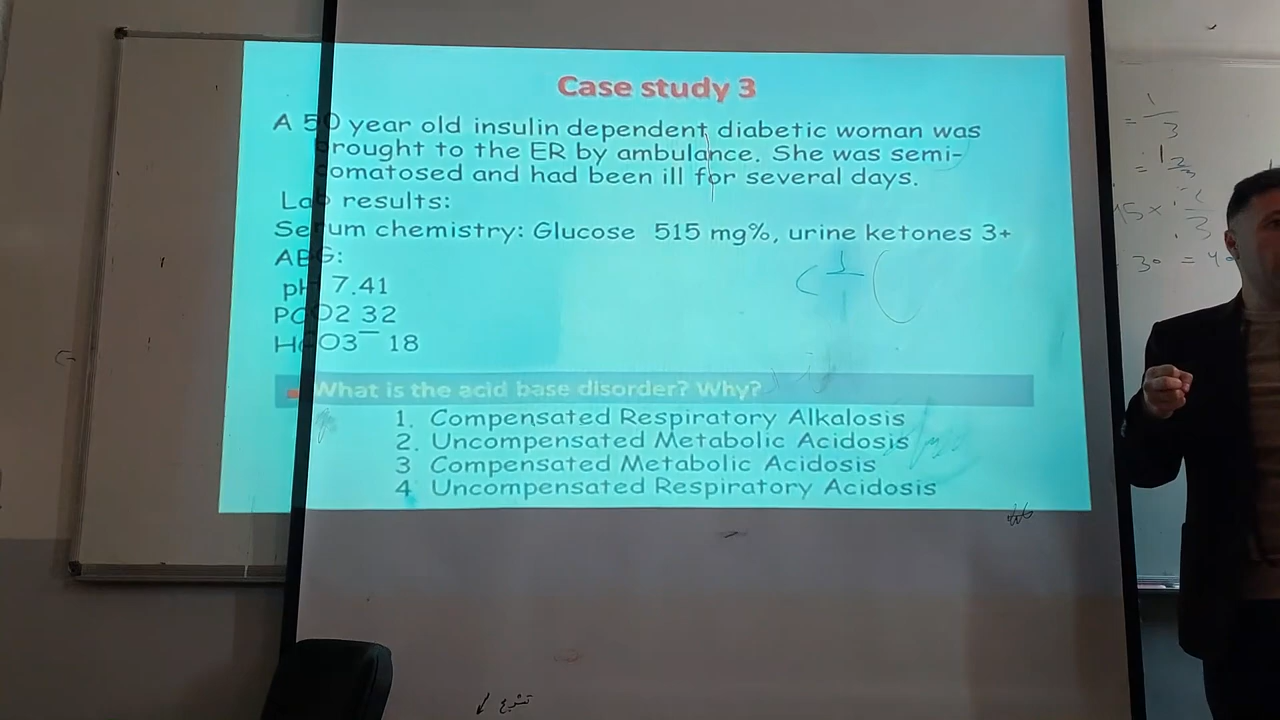 Case study 3
A 50 year old insulin dependent diabetic woman was
brought to the ER by ambulance. She was semi-
comatosed and had been ill for several days.
Lab results:
Serum chemistry: Glucose 515 mg%, urine ketones 3+
ABG:
pH 7.41
PCO2 32
HCO3¯ 18
What is the acid base disorder? Why?
1. Compensated Respiratory Alkalosis
2. Uncompensated Metabolic Acidosis
3 Compensated Metabolic Acidosis
4 Uncompensated Respiratory Acidosis